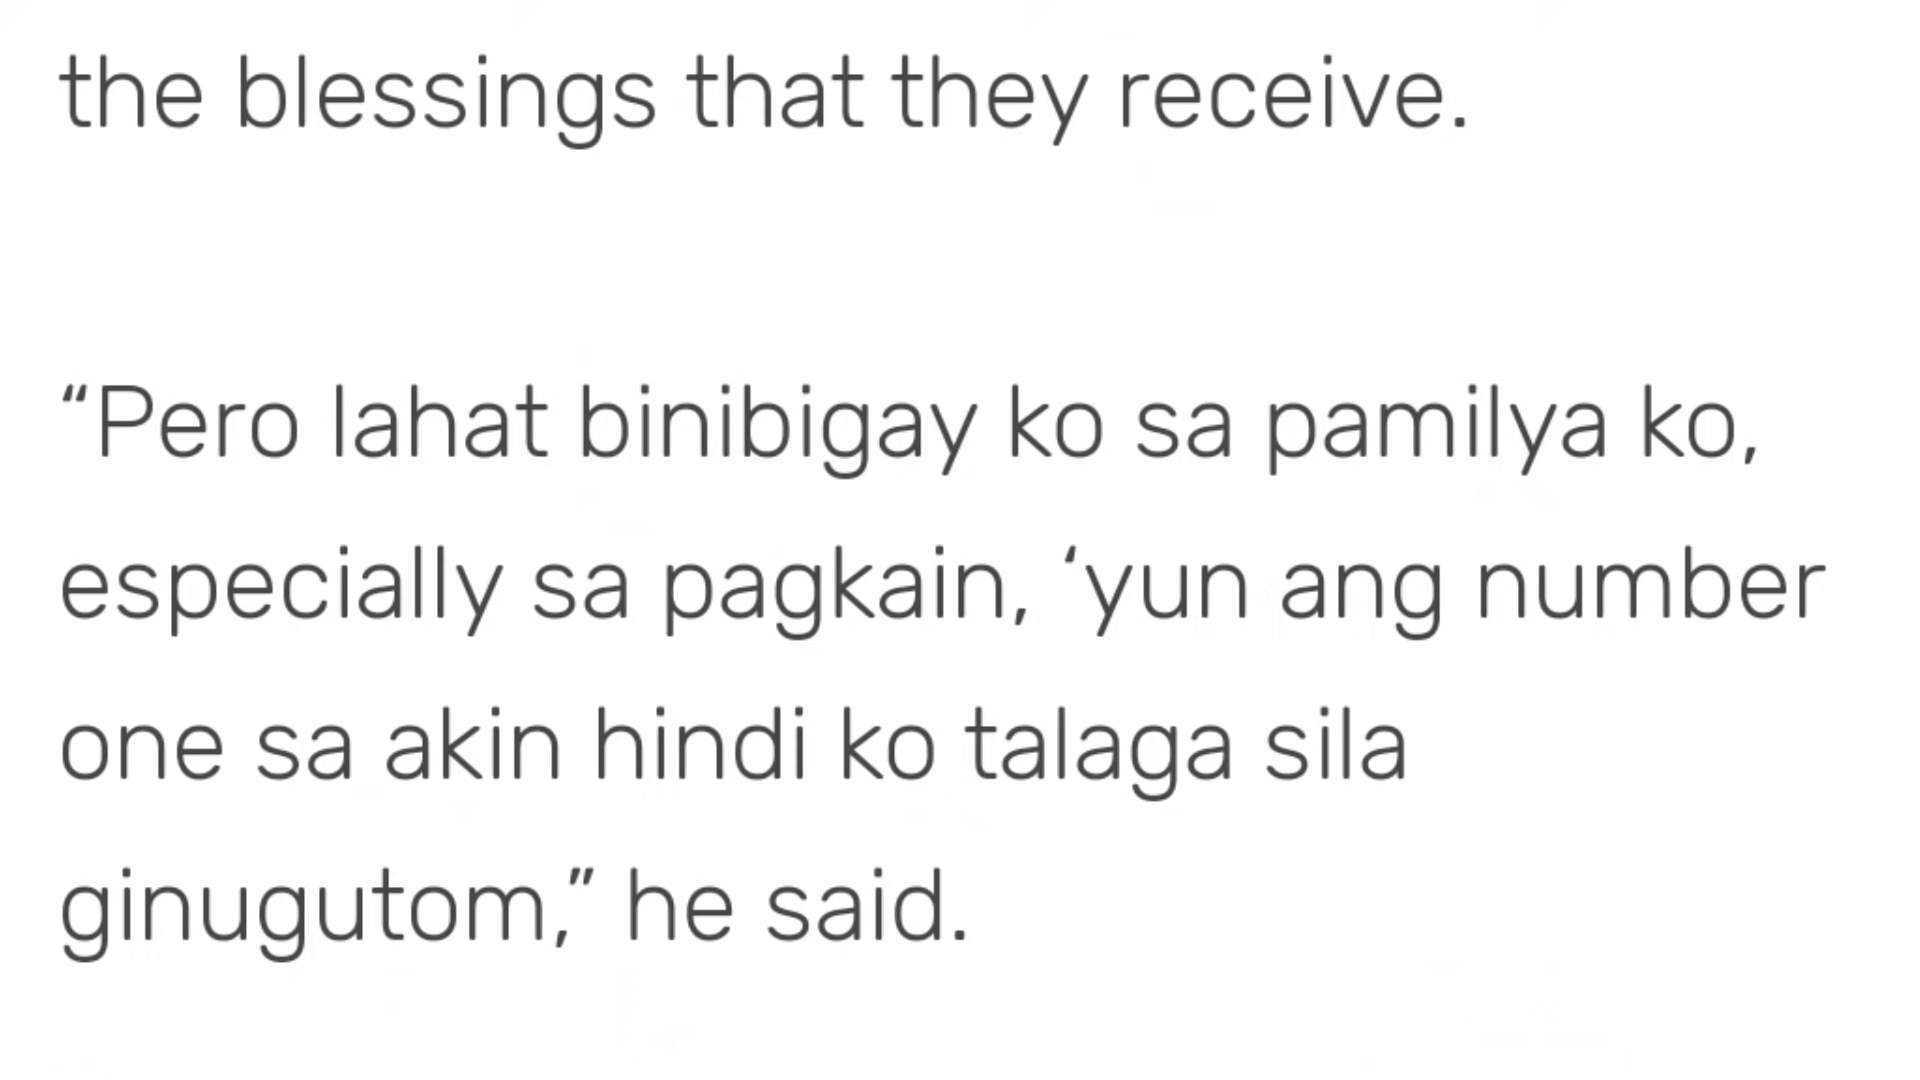 the blessings that they receive.
“Pero lahat binibigay ko sa pamilya ko,
especially sa pagkain, ‘yun ang number
one sa akin hindi ko talaga sila
ginugutom,” he said.